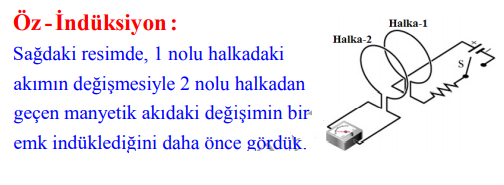 Öz-İndüksiyon:
Sağdaki resimde, 1 nolu halkadaki
akımın değişmesiyle 2 nolu halkadan
geçen manyetik akıdaki değişimin bir
emk indüklediğini daha önce gördük.
Halka-1
Halka-2
+
-
S